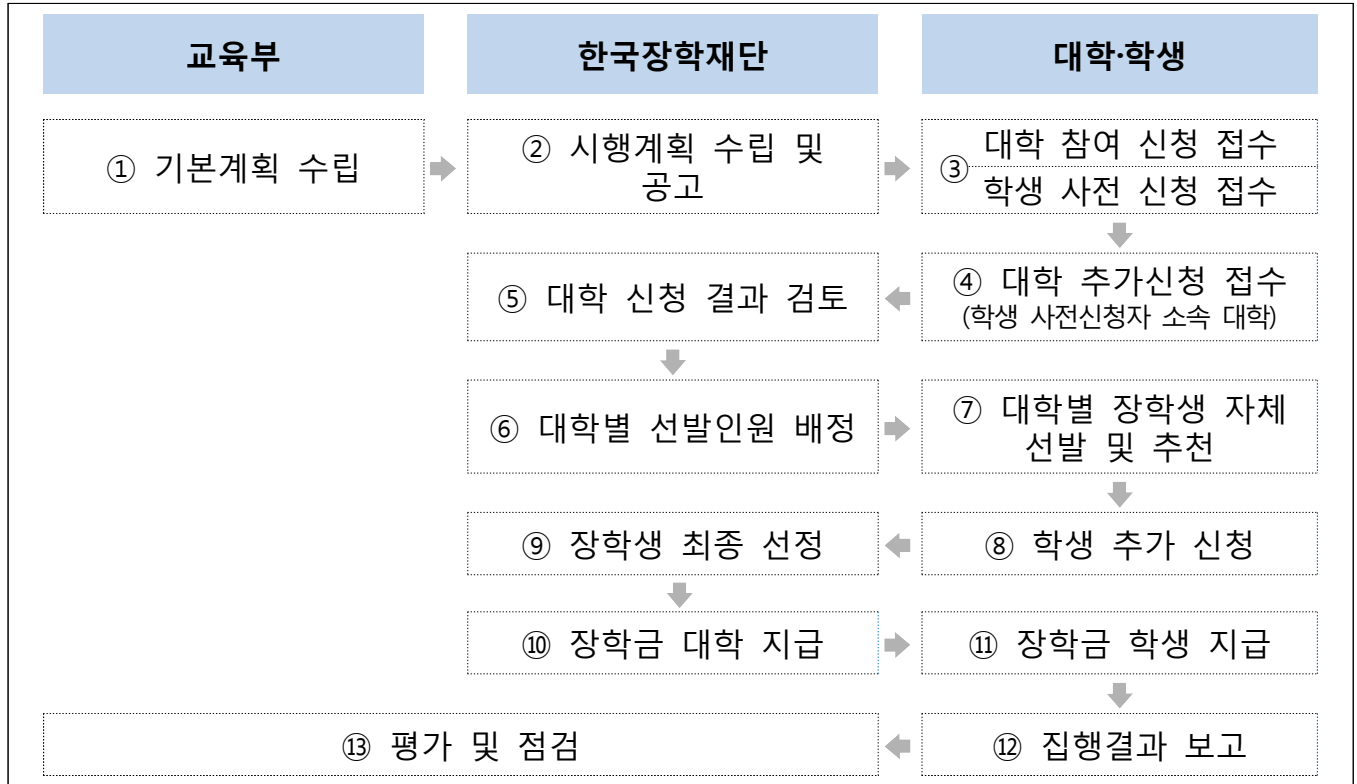 교육부
한국장학재단
대학·학생
① 기본계획 수립
② 시행계획 수립 및
공고
③
대학 참여 신청 접수
학생 사전 신청 접수
④ 대학 추가신청 접수
(학생 사전신청자 소속 대학)
⑤ 대학 신청 결과 검토
⑥ 대학별 선발인원 배정
⑦ 대학별 장학생 자체
선발 및 추천
⑧ 학생 추가 신청
⑨ 장학생 최종 선정
⑩ 장학금 대학 지급
⑪ 장학금 학생 지급
⑫ 집행결과 보고
⑬ 평가 및 점검